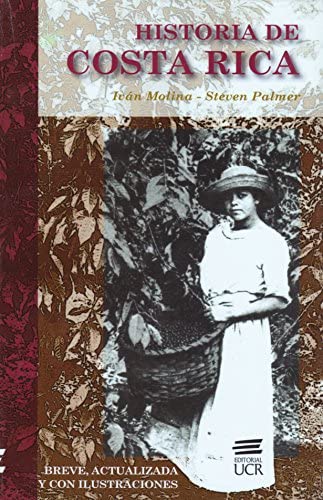 HISTORIA DE
COSTA RICA
Iván Molina - Steven Palmer
BREVE, ACTUALIZADA
Y CON ILUSTRACIONES
EDITORIAL
UCR